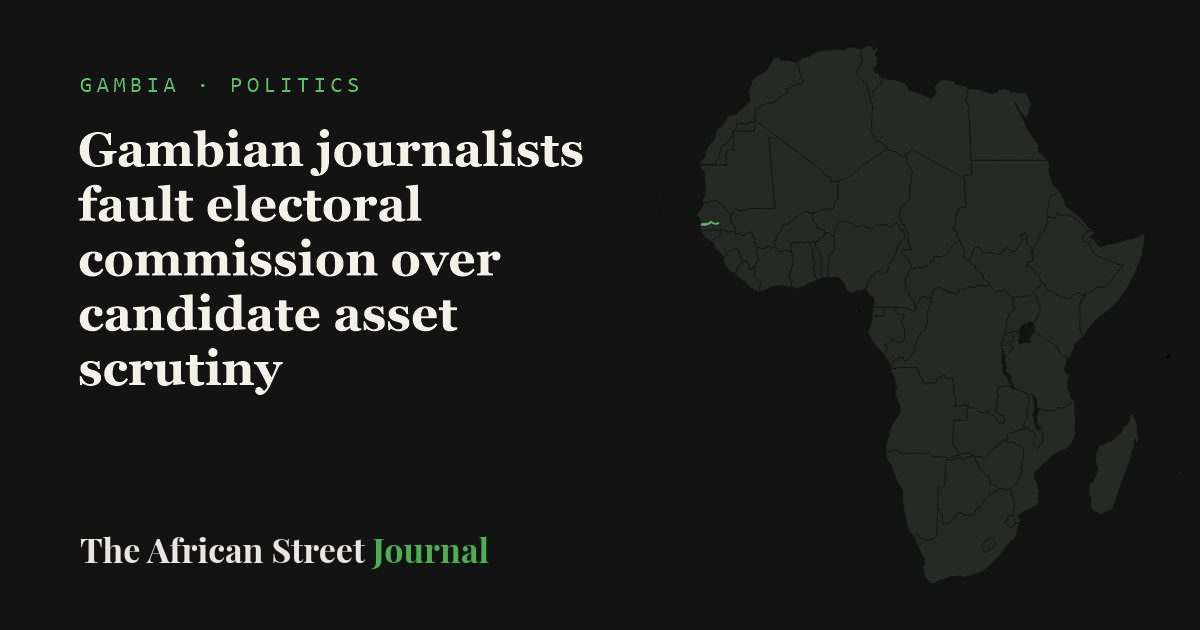 GAMBIA · POLITICS
Gambian journalists
fault electoral
commission over
candidate asset
scrutiny
The African Street Journal